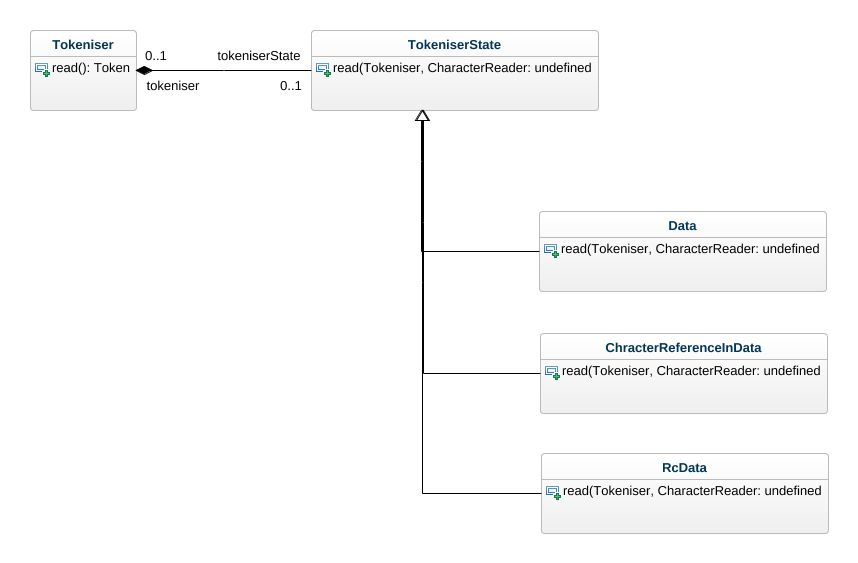 Tokeniser
read(): Token
0..1
tokeniserState
tokeniser
0..1
TokeniserState
read(Tokeniser, CharacterReader: undefined
Data
read(Tokeniser, CharacterReader: undefined
ChracterReferenceInData
read(Tokeniser, CharacterReader: undefined
RcData
read(Tokeniser, CharacterReader: undefined